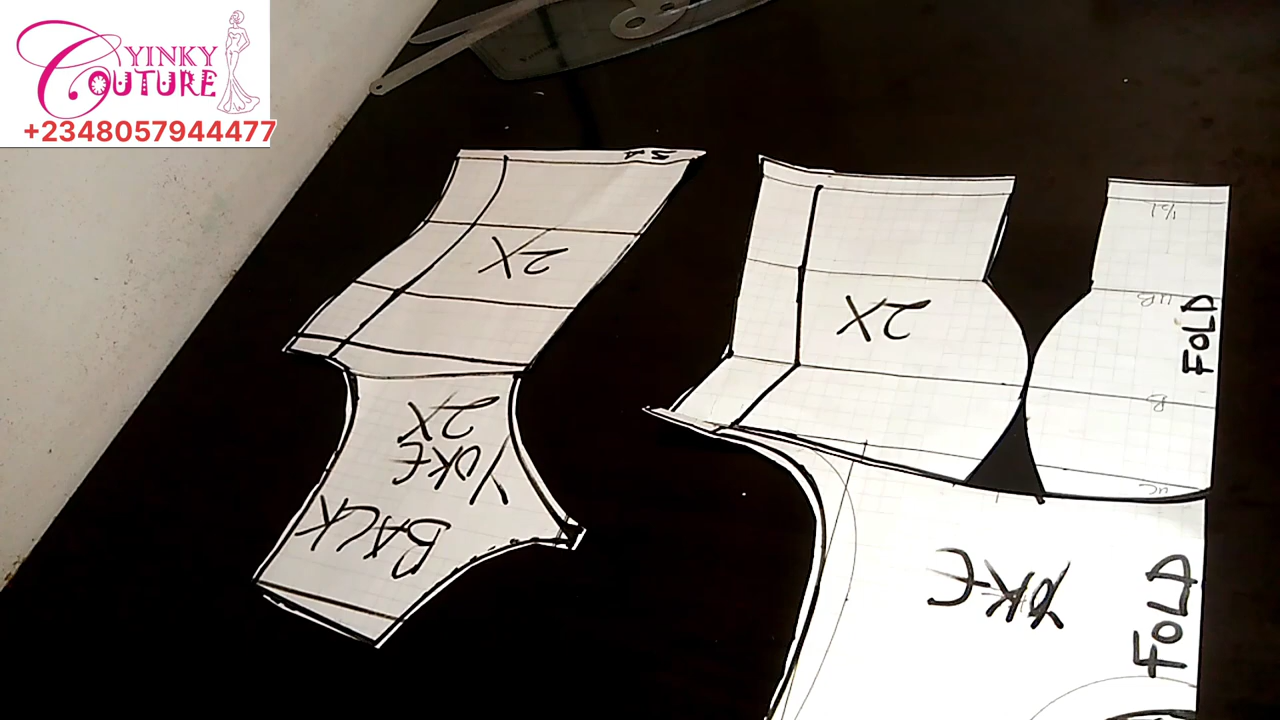 YINKY
COUTURE
+2348057944477
2X
2X
FOLD
YOKE
2X
BACK
YOKE
FOLD